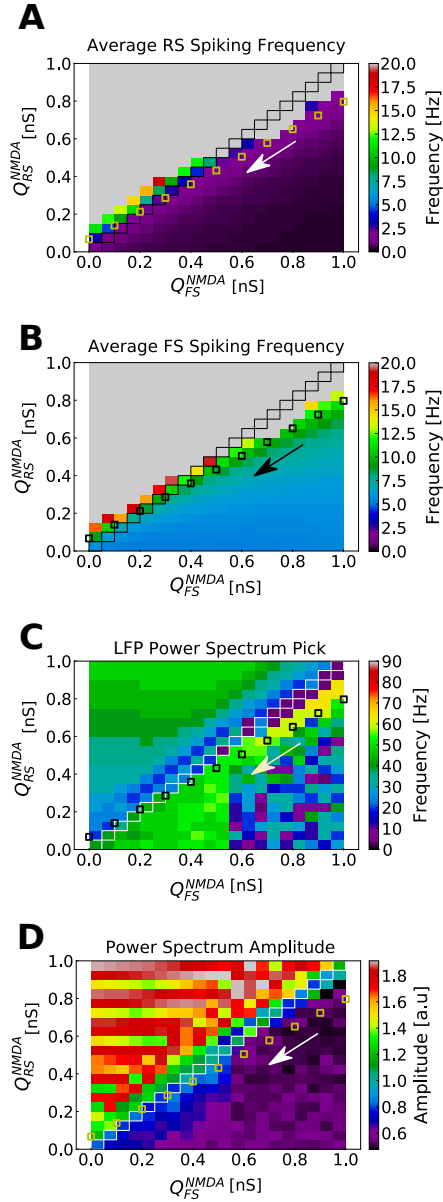 A
Average RS Spiking Frequency
1.0
0.8
0.6
0.4
0.2
0.0
Q_RS^NMDA [nS]
0.0 0.2 0.4 0.6 0.8 1.0
Q_FS^NMDA [nS]
20.0
17.5
15.0
12.5
10.0
7.5
5.0
2.5
0.0
Frequency [Hz]
B
Average FS Spiking Frequency
1.0
0.8
0.6
0.4
0.2
0.0
Q_RS^NMDA [nS]
0.0 0.2 0.4 0.6 0.8 1.0
Q_FS^NMDA [nS]
20.0
17.5
15.0
12.5
10.0
7.5
5.0
2.5
0.0
Frequency [Hz]
C
LFP Power Spectrum Pick
1.0
0.8
0.6
0.4
0.2
0.0
Q_RS^NMDA [nS]
0.0 0.2 0.4 0.6 0.8 1.0
Q_FS^NMDA [nS]
90
80
70
60
50
40
30
20
10
0
Frequency [Hz]
D
Power Spectrum Amplitude
1.0
0.8
0.6
0.4
0.2
0.0
Q_RS^NMDA [nS]
0.0 0.2 0.4 0.6 0.8 1.0
Q_FS^NMDA [nS]
1.8
1.6
1.4
1.2
1.0
0.8
0.6
Amplitude [a.u]